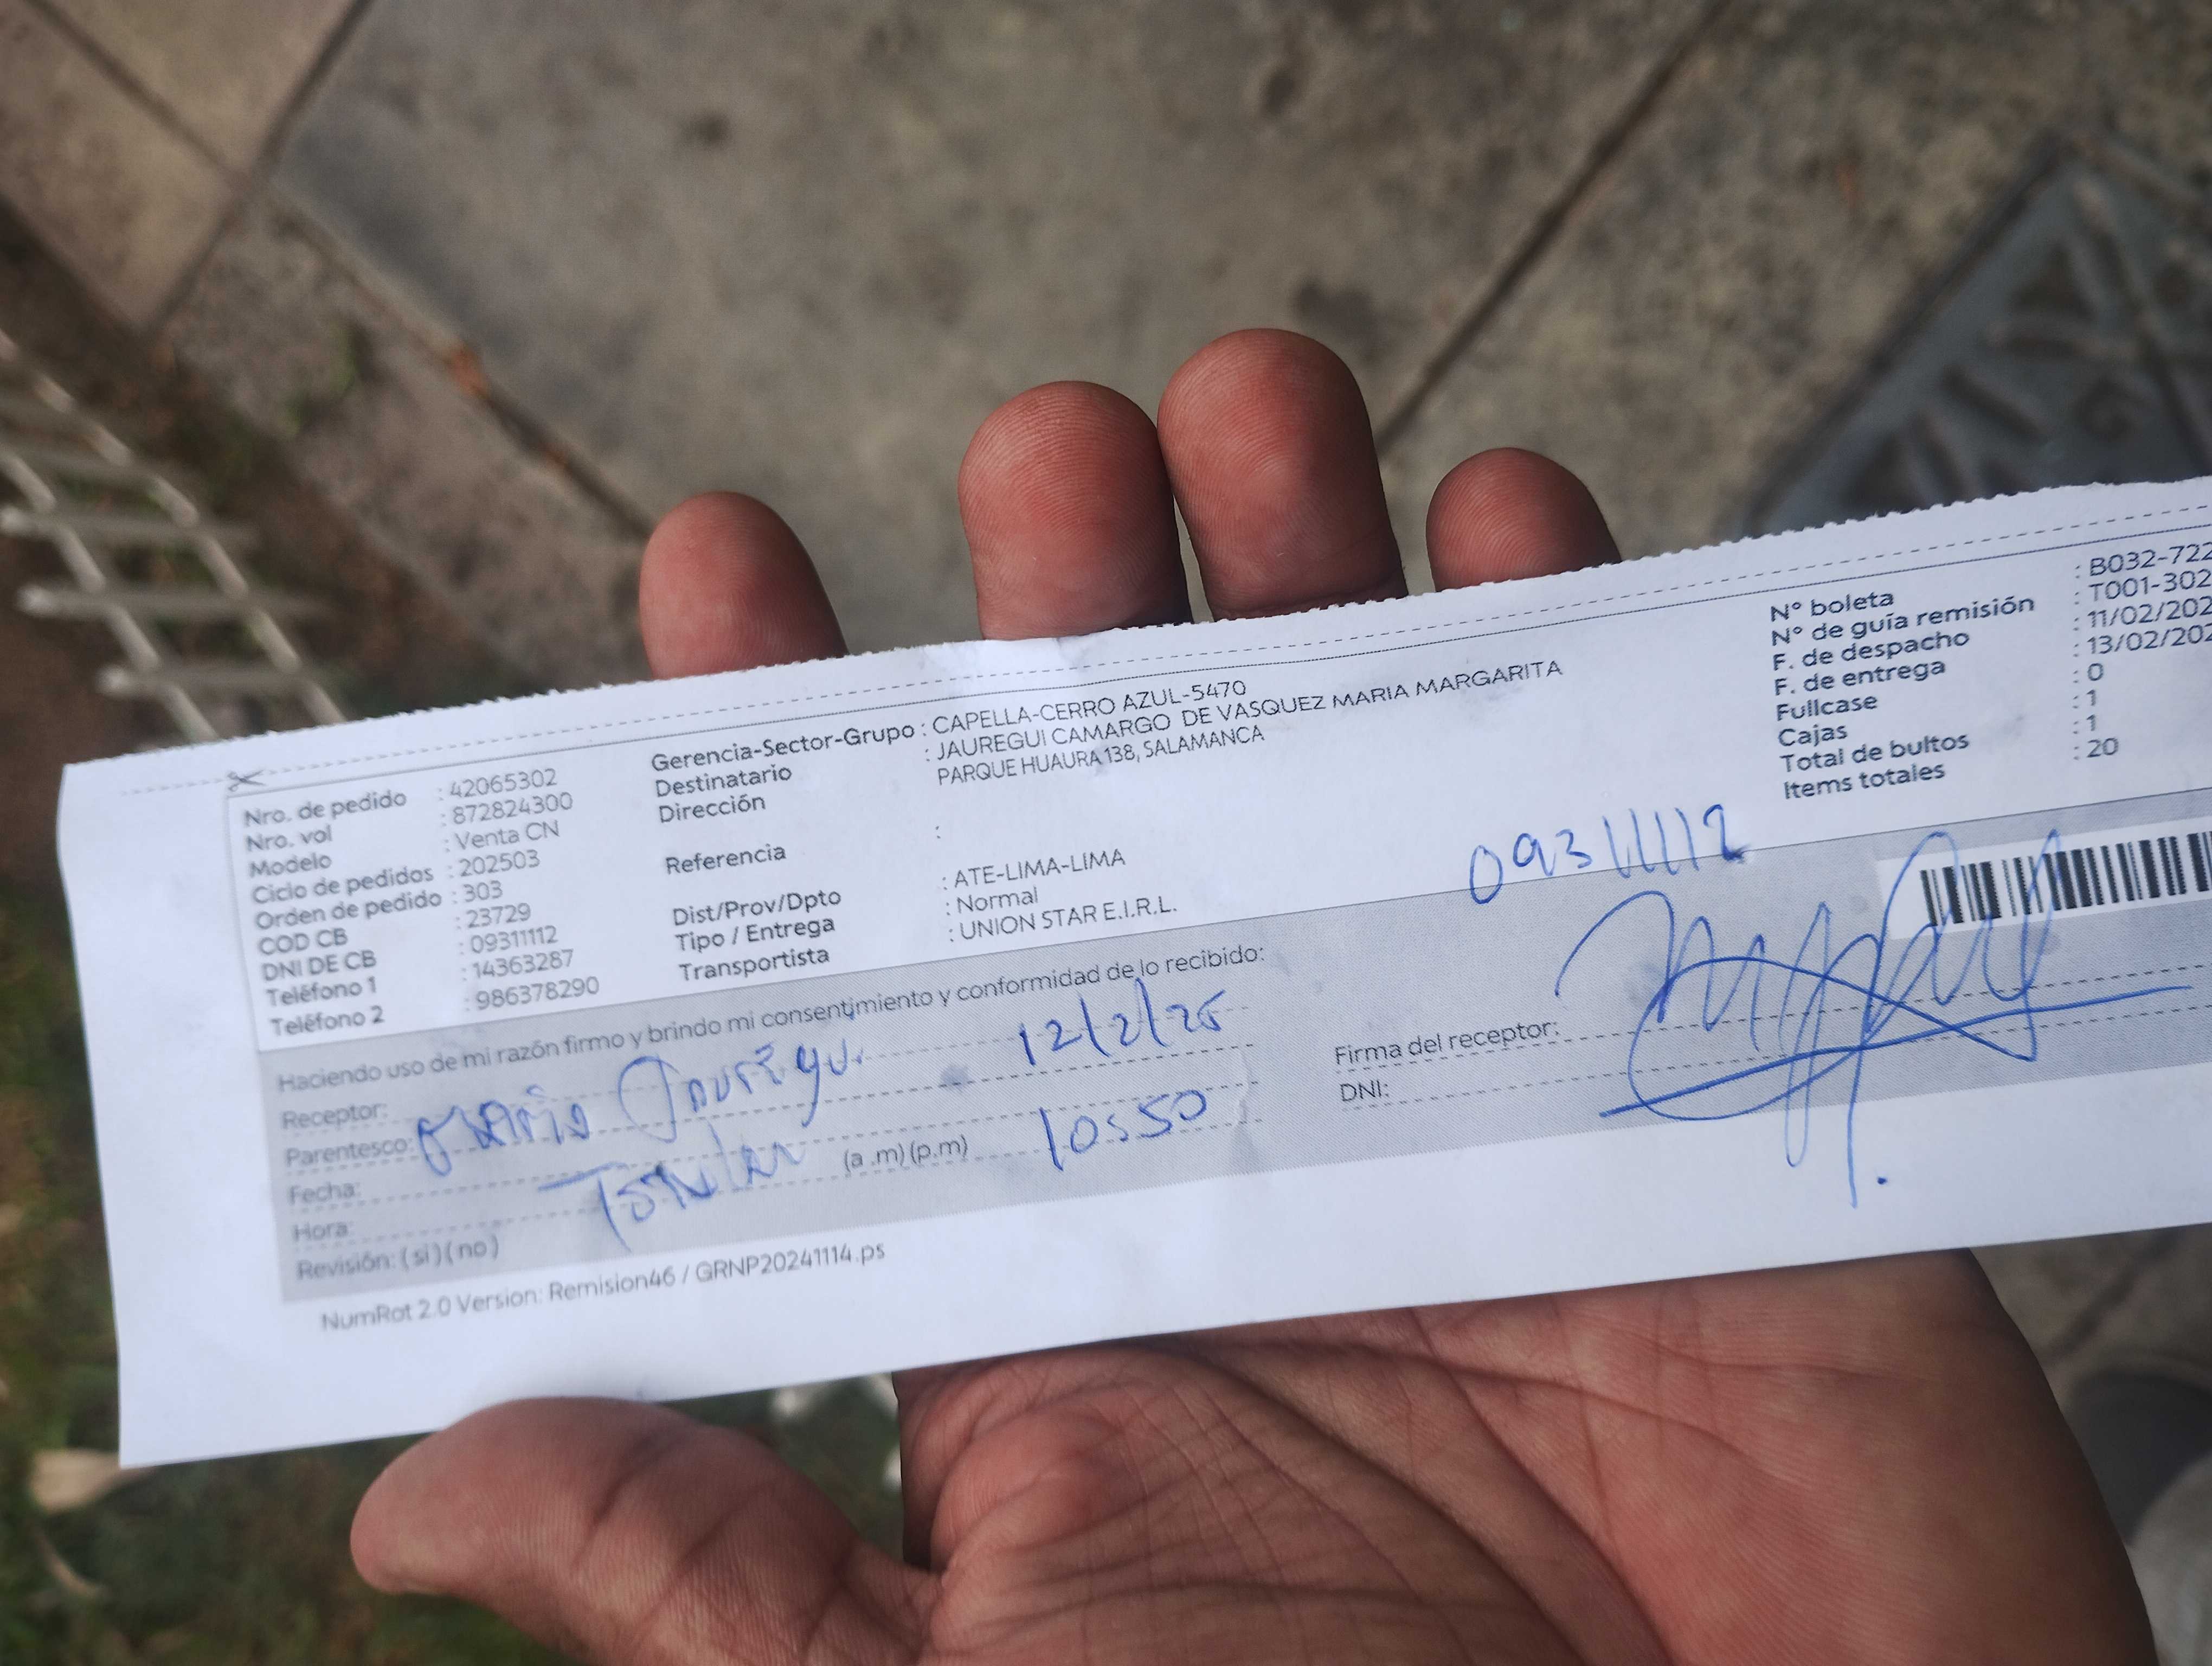 Nro. de pedido : 42065302
Nro. vol : 872824300
Modelo : Venta CN
Ciclo de pedidos : 202503
Orden de pedido : 303
COD CB : 23729
DNI DE CB : 09311112
Teléfono 1 : 14363287
Teléfono 2 : 986378290
Gerencia-Sector-Grupo : CAPELLA-CERRO AZUL-5470
Destinatario : JAUREGUI CAMARGO DE VASQUEZ MARIA MARGARITA
Dirección PARQUE HUAURA 138, SALAMANCA
Referencia :
Dist/Prov/Dpto : ATE-LIMA-LIMA
Tipo / Entrega : Normal
Transportista : UNION STAR E.I.R.L.
N° boleta : B032-722
N° de guía remisión : T001-302
F. de despacho : 11/02/202
F. de entrega : 13/02/202
Fullcase : 0
Cajas : 1
Total de bultos : 1
Items totales : 20
09311112
Haciendo uso de mi razón firmo y brindo mi consentimiento y conformidad de lo recibido:
Receptor: María Jauregui
Parentesco: Titular
Fecha: 12/2/25
Hora: (a .m) (p.m) 10:50
Revisión: ( si ) ( no )
Firma del receptor:
DNI:
NumRot 2.0 Version: Remision46 / GRNP20241114.ps